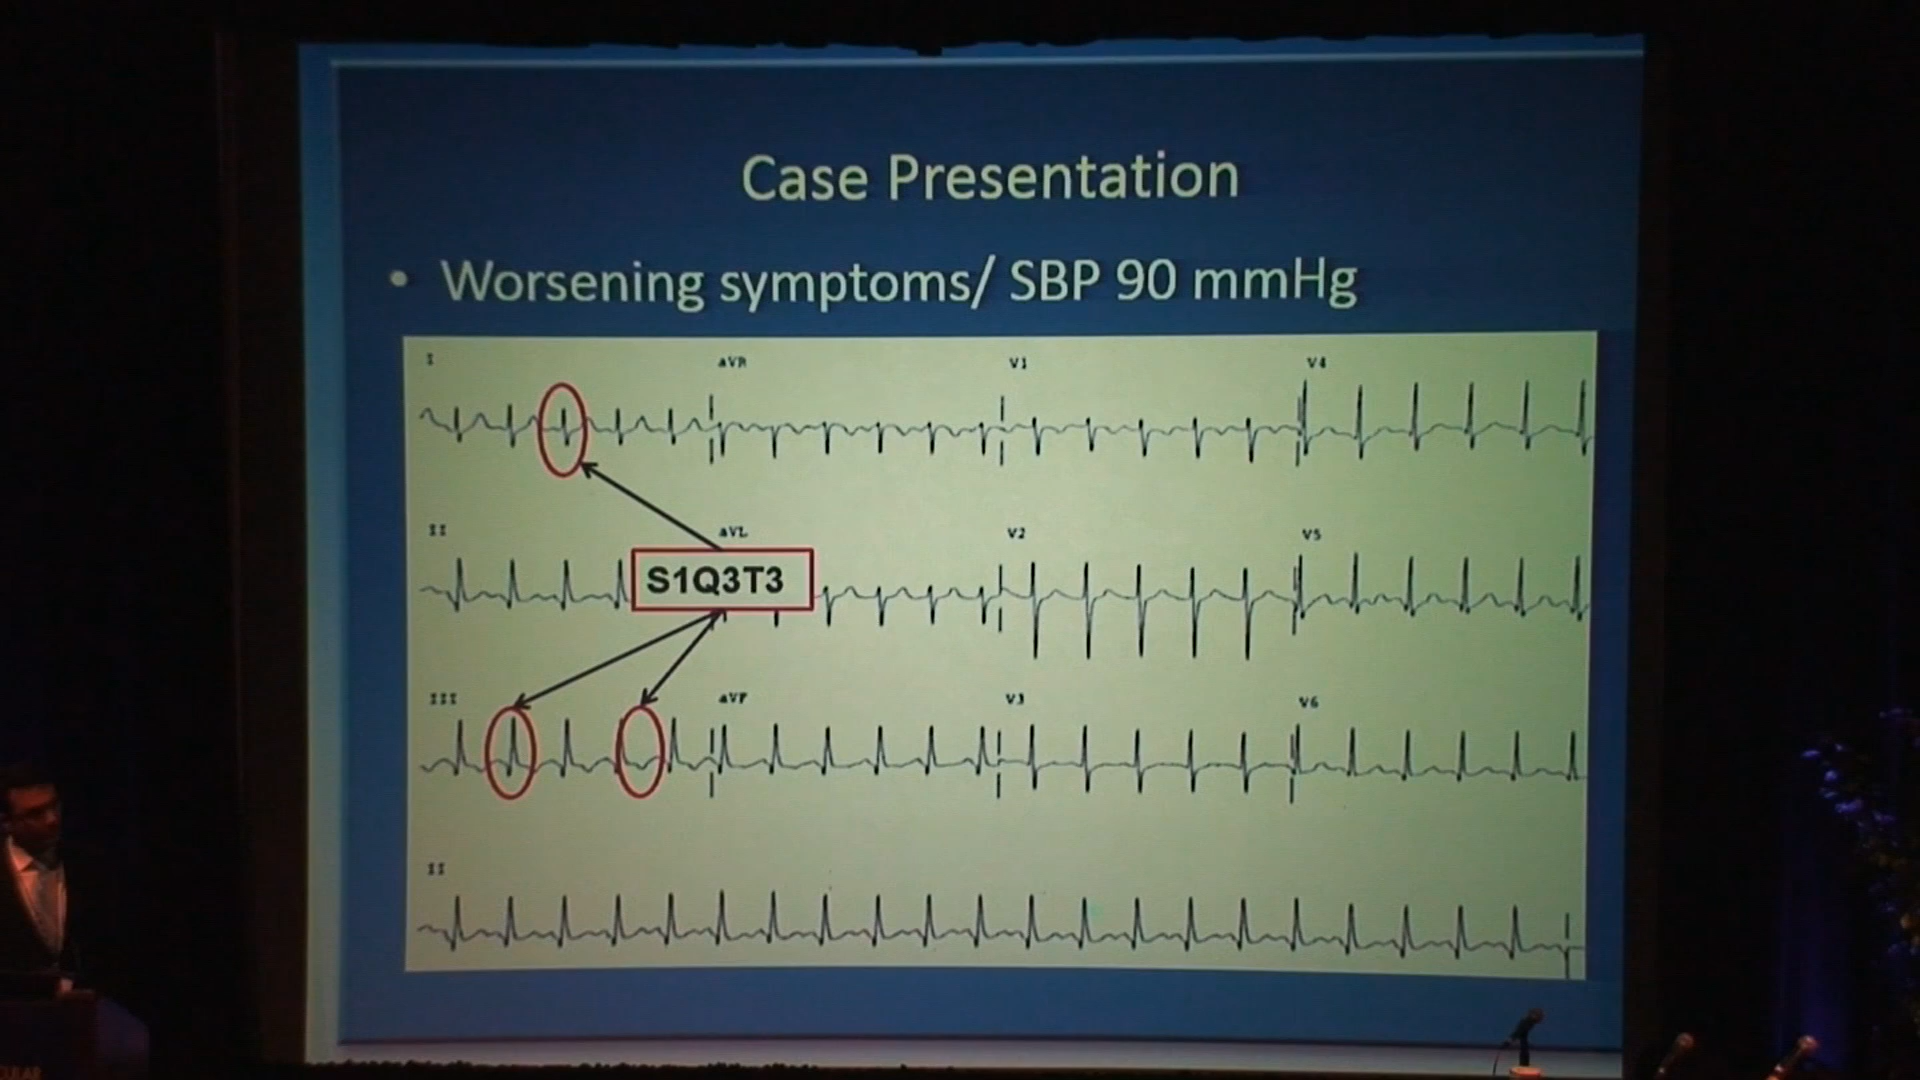 Case Presentation
• Worsening symptoms/ SBP 90 mmHg
I aVR V1 V4
II aVL V2 V5
S1Q3T3
III aVF V3 V6
II